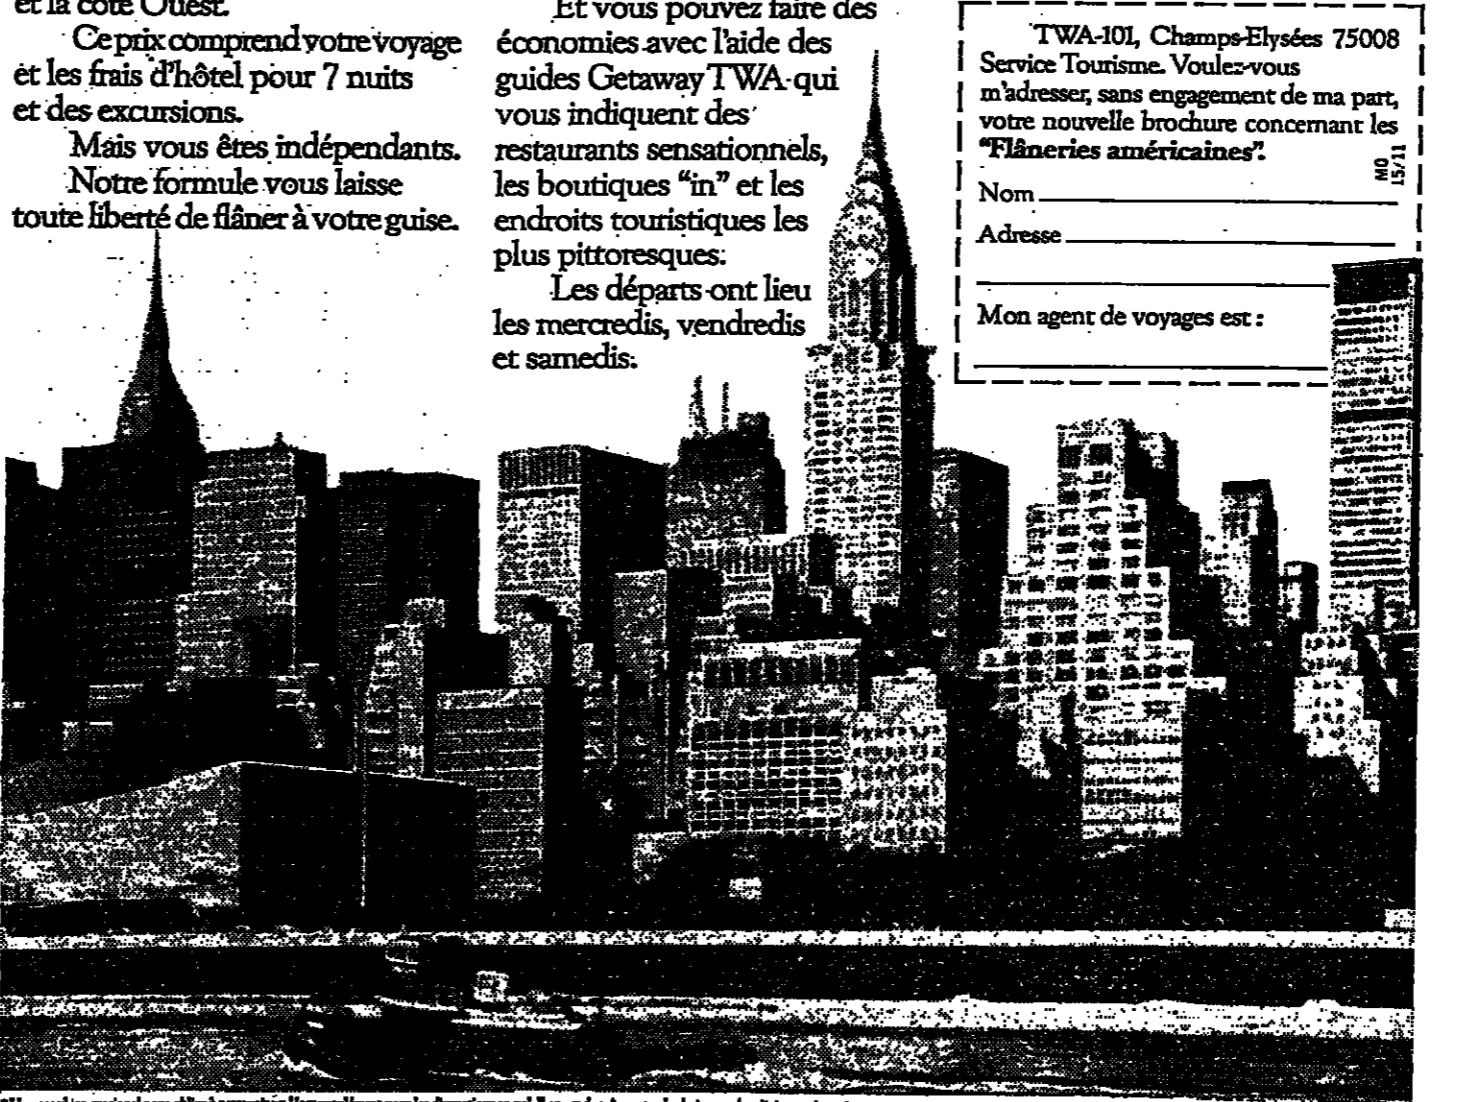 et la côte Ouest.
Ce prix comprend votre voyage
et les frais d'hôtel pour 7 nuits
et des excursions.
Mais vous êtes indépendants.
Notre formule vous laisse
toute liberté de flâner à votre guise.
Et vous pouvez faire des
économies avec l'aide des
guides Getaway TWA qui
vous indiquent des
restaurants sensationnels,
les boutiques "in" et les
endroits touristiques les
plus pittoresques.
Les départs ont lieu
les mercredis, vendredis
et samedis.
TWA-101, Champs-Elysées 75008
Service Tourisme. Voulez-vous
m'adresser, sans engagement de ma part,
votre nouvelle brochure concernant les
"Flâneries américaines".
MO
15/11
Nom
Adresse
Mon agent de voyages est :